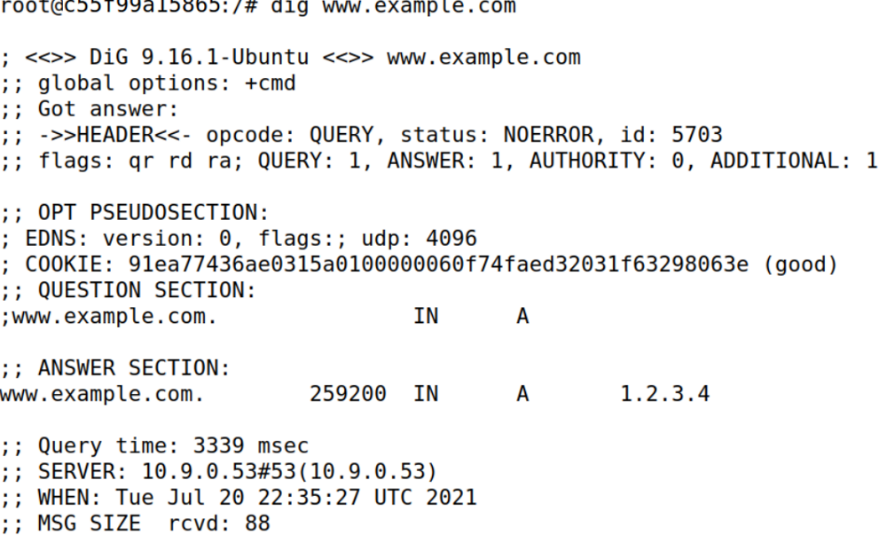 root@c55f99a15865:/# dig www.example.com
; <<>> DiG 9.16.1-Ubuntu <<>> www.example.com
;; global options: +cmd
;; Got answer:
;; ->>HEADER<<- opcode: QUERY, status: NOERROR, id: 5703
;; flags: qr rd ra; QUERY: 1, ANSWER: 1, AUTHORITY: 0, ADDITIONAL: 1
;; OPT PSEUDOSECTION:
; EDNS: version: 0, flags:; udp: 4096
; COOKIE: 91ea77436ae0315a0100000060f74faed32031f63298063e (good)
;; QUESTION SECTION:
;www.example.com. IN A
;; ANSWER SECTION:
www.example.com. 259200 IN A 1.2.3.4
;; Query time: 3339 msec
;; SERVER: 10.9.0.53#53(10.9.0.53)
;; WHEN: Tue Jul 20 22:35:27 UTC 2021
;; MSG SIZE rcvd: 88